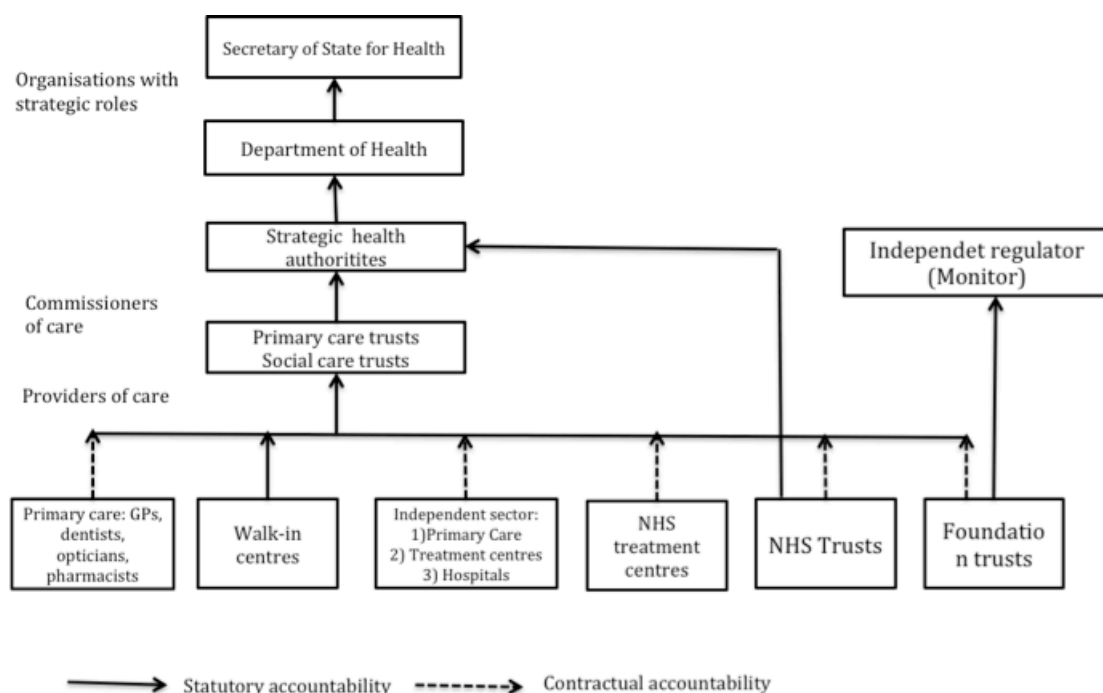 Secretary of State for Health
Organisations with
strategic roles
Department of Health
Strategic health
authoritites
Independet regulator
(Monitor)
Commissioners
of care
Primary care trusts
Social care trusts
Providers of care
Primary care: GPs,
dentists,
opticians,
pharmacists
Walk-in
centres
Independent sector:
1)Primary Care
2) Treatment centres
3) Hospitals
NHS
treatment
centres
NHS Trusts
Foundatio
n trusts
Statutory accountability
Contractual accountability